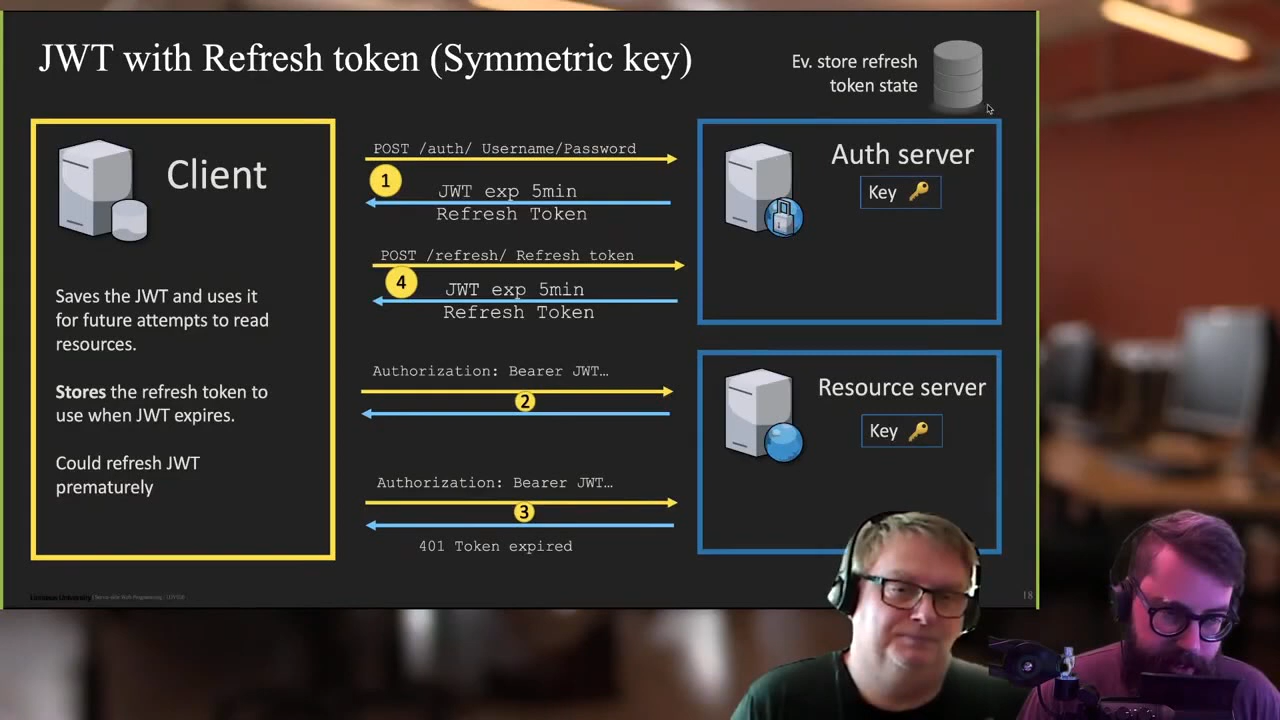 JWT with Refresh token (Symmetric key)
Ev. store refresh
token state
Client
Saves the JWT and uses it
for future attempts to read
resources.
Stores the refresh token to
use when JWT expires.
Could refresh JWT
prematurely
POST /auth/ Username/Password
1
JWT exp 5min
Refresh Token
POST /refresh/ Refresh token
4
JWT exp 5min
Refresh Token
Authorization: Bearer JWT…
2
Authorization: Bearer JWT…
3
401 Token expired
Auth server
Key
Resource server
Key
18